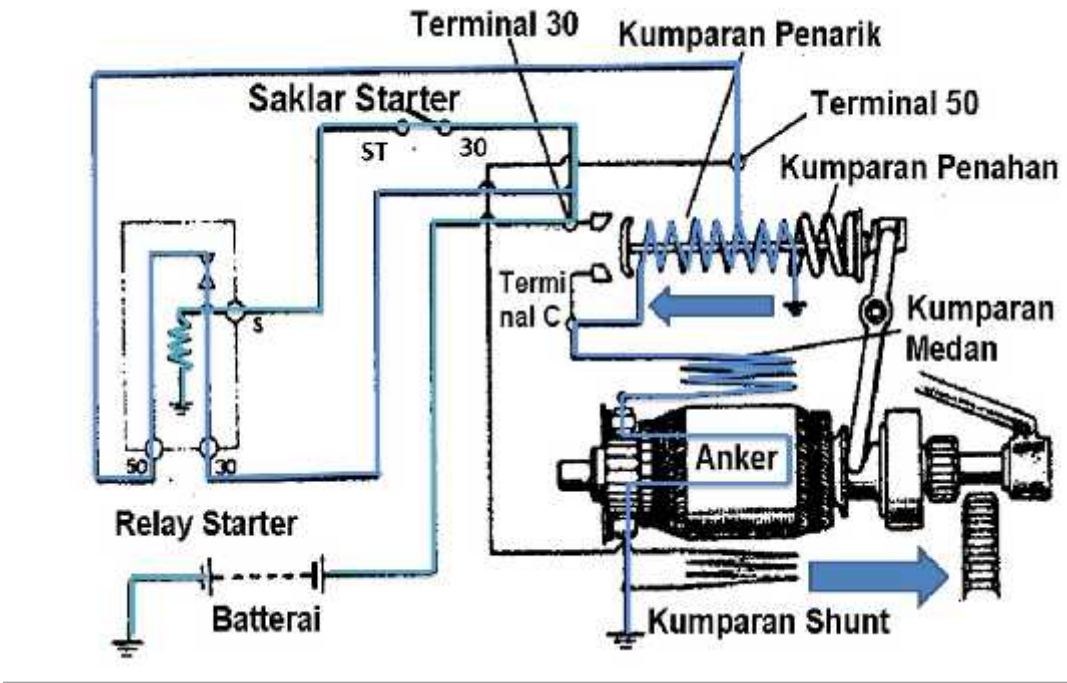 Terminal 30
Kumparan Penarik
Saklar Starter
Terminal 50
ST
30
Kumparan Penahan
Termi
nal C
S
Kumparan
Medan
50
30
Anker
Relay Starter
Batterai
Kumparan Shunt